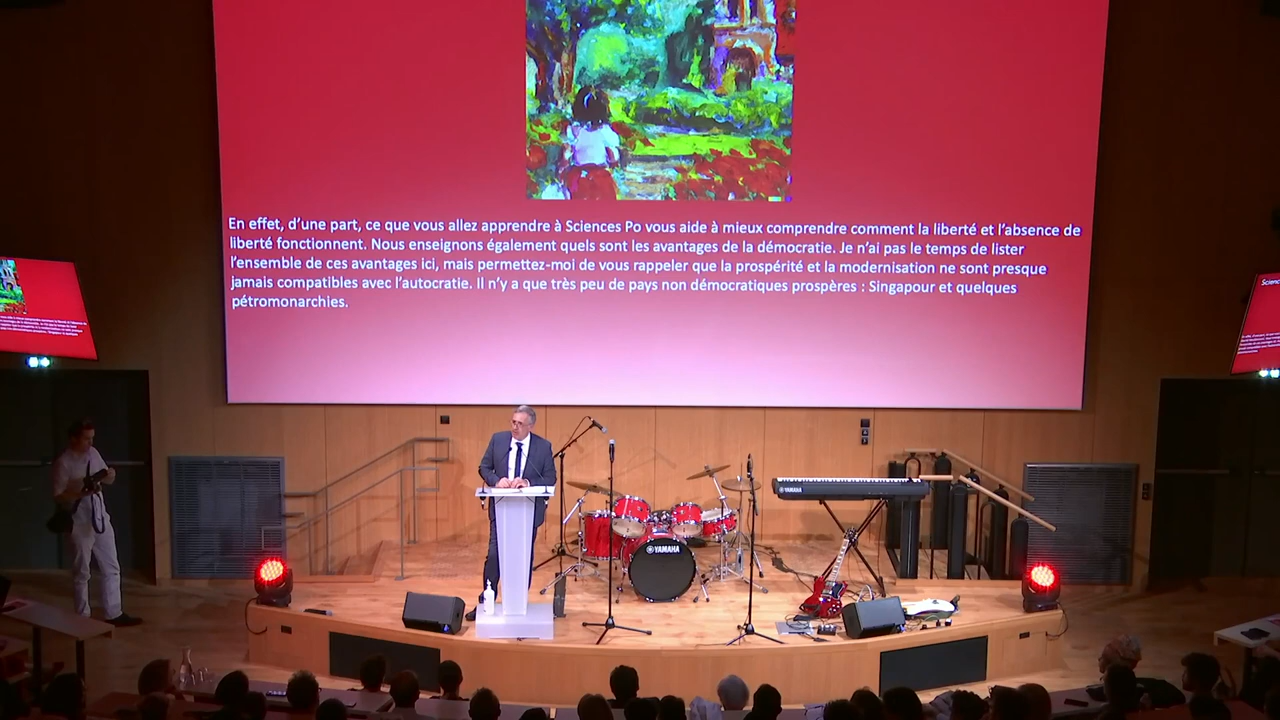 En effet, d'une part, ce que vous allez apprendre à Sciences Po vous aide à mieux comprendre comment la liberté et l'absence de
liberté fonctionnent. Nous enseignons également quels sont les avantages de la démocratie. Je n'ai pas le temps de lister
l'ensemble de ces avantages ici, mais permettez-moi de vous rappeler que la prospérité et la modernisation ne sont presque
jamais compatibles avec l'autocratie. Il n'y a que très peu de pays non démocratiques prospères : Singapour et quelques
pétromonarchies.
YAMAHA
YAMAHA